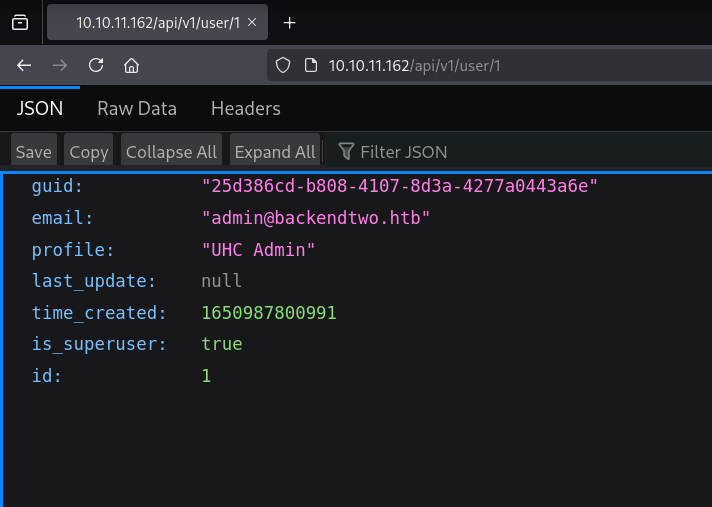 10.10.11.162/api/v1/user/1
10.10.11.162/api/v1/user/1
JSON Raw Data Headers
Save Copy Collapse All Expand All Filter JSON
guid: "25d386cd-b808-4107-8d3a-4277a0443a6e"
email: "admin@backendtwo.htb"
profile: "UHC Admin"
last_update: null
time_created: 1650987800991
is_superuser: true
id: 1